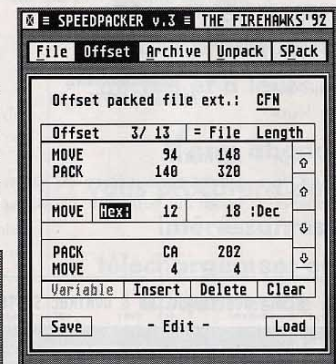 SPEEDPACKER v.3 ≡ THE FIREHAWKS'92
File Offset Archive Unpack SPack
Offset packed file ext.: CFN
Offset 3/ 13 = File Length
MOVE 94 148
PACK 140 320
MOVE Hex: 12 18 :Dec
PACK CA 202
MOVE 4 4
Variable Insert Delete Clear
Save - Edit - Load